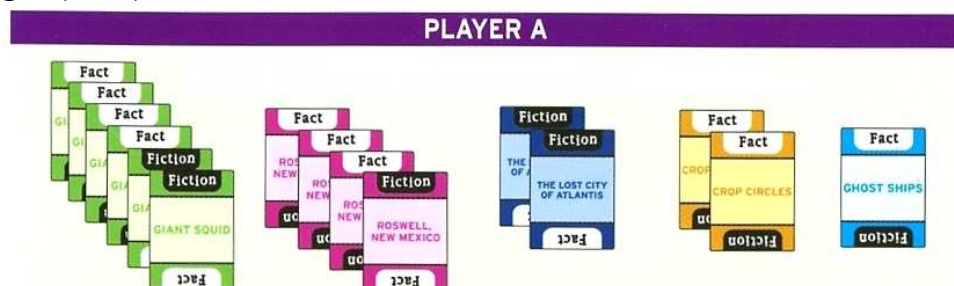 PLAYER A
Fact
Fact
Fact
Fact
Fiction
Fiction
GIANT SQUID
Fact
Fact
Fact
Fact
Fiction
ROSWELL,
NEW MEXICO
Fact
Fiction
Fiction
THE LOST CITY
OF ATLANTIS
Fact
Fact
Fact
CROP CIRCLES
Fiction
Fact
GHOST SHIPS
Fiction